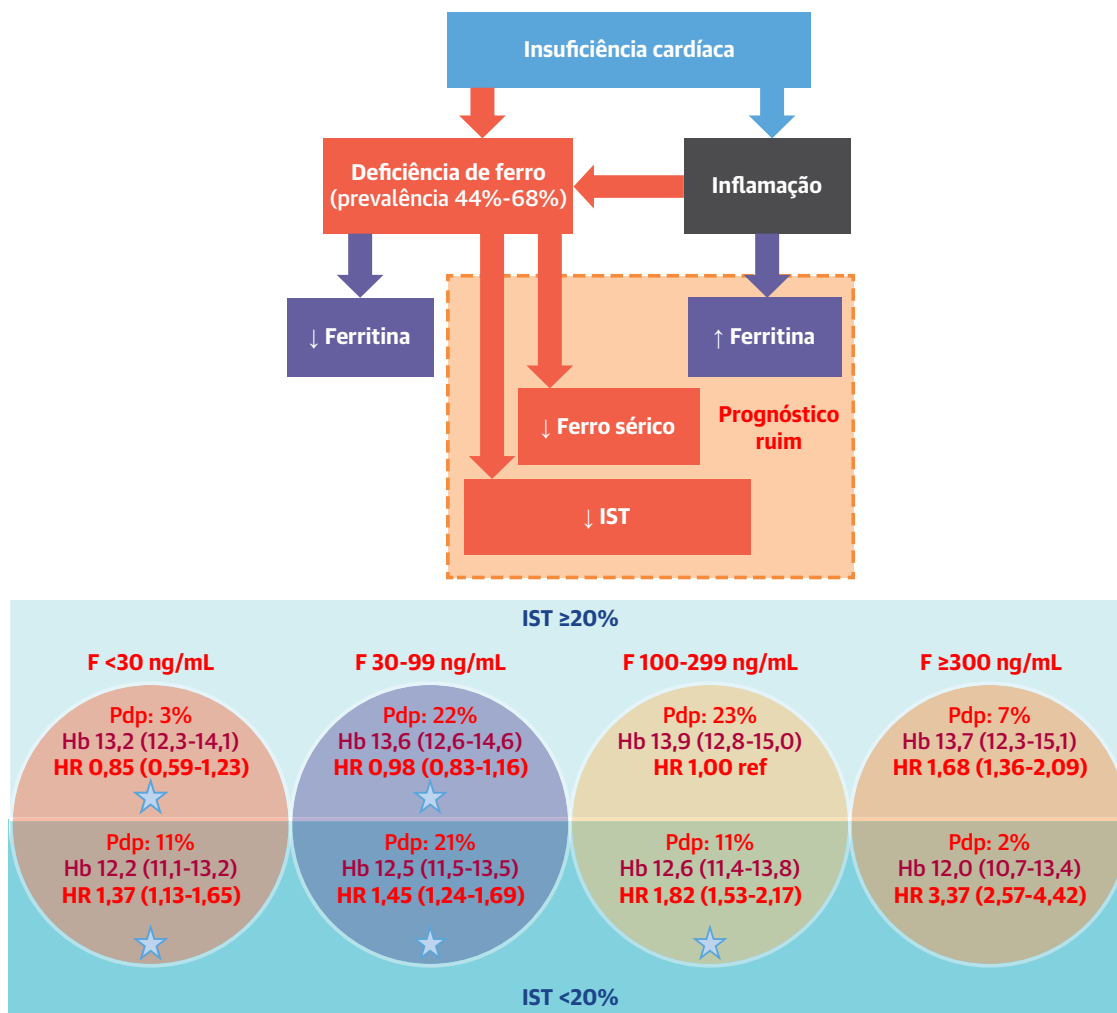 Insuficiência cardíaca
Deficiência de ferro
(prevalência 44%-68%)
Inflamação
↓ Ferritina
↑ Ferritina
↓ Ferro sérico
Prognóstico
ruim
↓ IST
IST ≥20%
F <30 ng/mL
F 30-99 ng/mL
F 100-299 ng/mL
F ≥300 ng/mL
Pdp: 3%
Hb 13,2 (12,3-14,1)
HR 0,85 (0,59-1,23)
Pdp: 22%
Hb 13,6 (12,6-14,6)
HR 0,98 (0,83-1,16)
Pdp: 23%
Hb 13,9 (12,8-15,0)
HR 1,00 ref
Pdp: 7%
Hb 13,7 (12,3-15,1)
HR 1,68 (1,36-2,09)
Pdp: 11%
Hb 12,2 (11,1-13,2)
HR 1,37 (1,13-1,65)
Pdp: 21%
Hb 12,5 (11,5-13,5)
HR 1,45 (1,24-1,69)
Pdp: 11%
Hb 12,6 (11,4-13,8)
HR 1,82 (1,53-2,17)
Pdp: 2%
Hb 12,0 (10,7-13,4)
HR 3,37 (2,57-4,42)
IST <20%